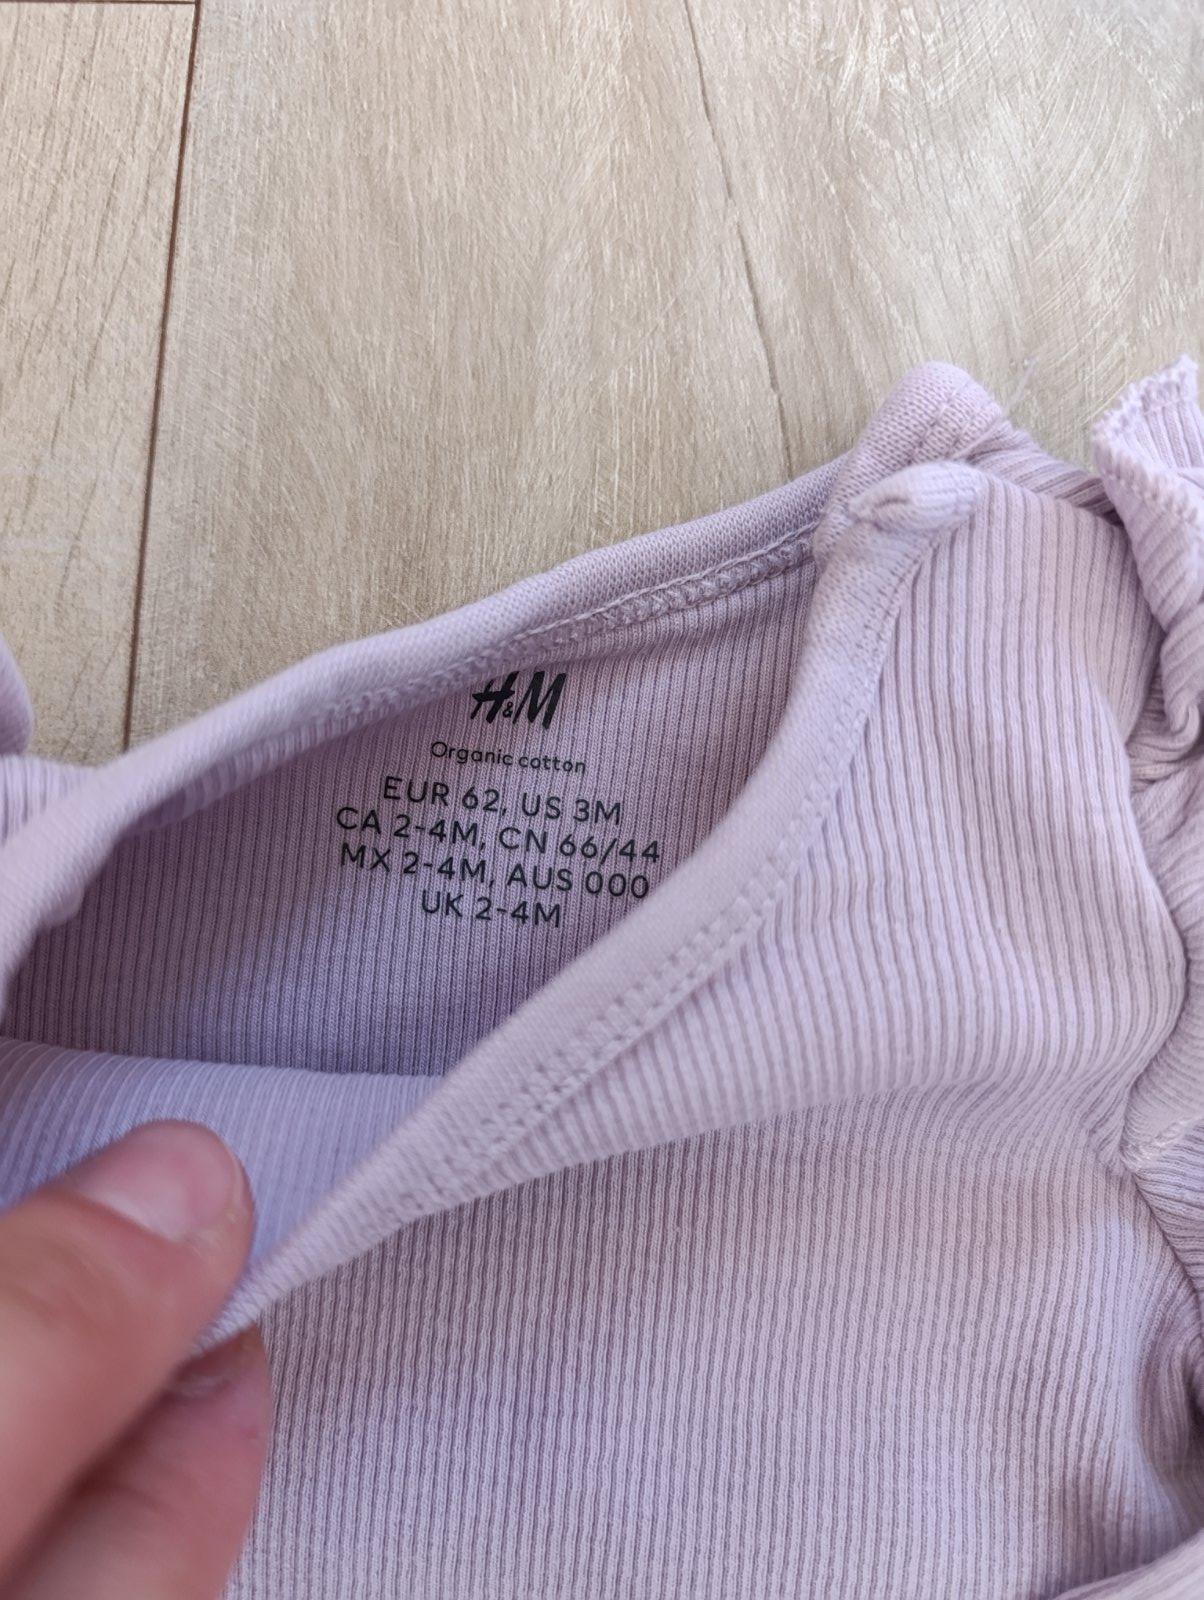 H&M
Organic cotton
EUR 62, US 3M
CA 2-4M, CN 66/44
MX 2-4M, AUS 000
UK 2-4M